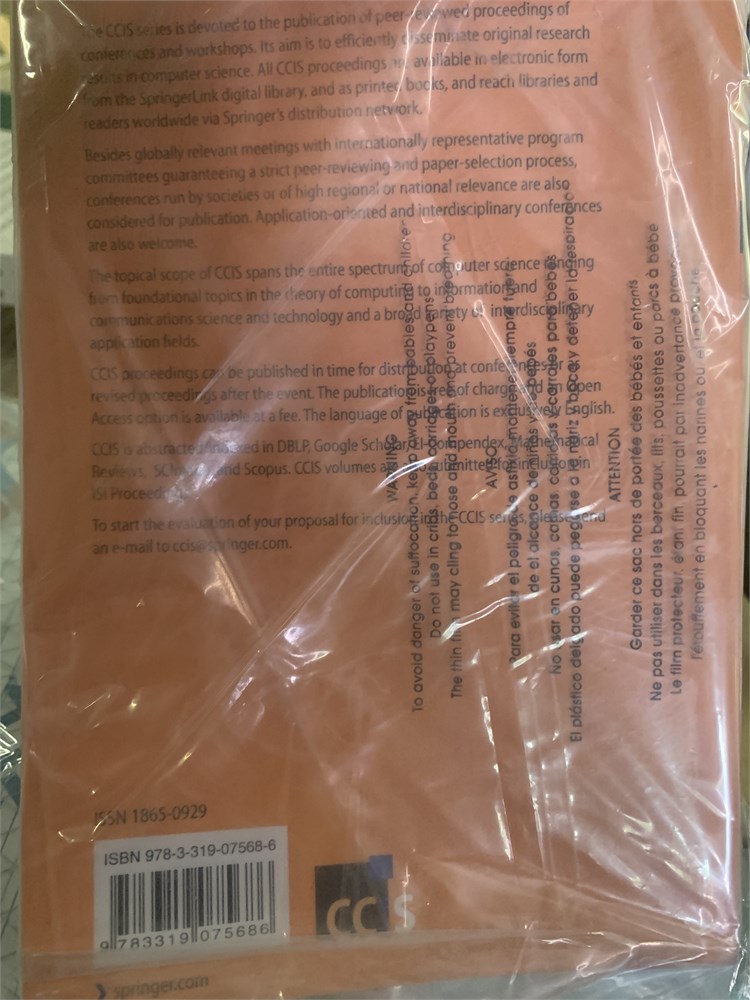 CCIS series is devoted to the publication of peer-reviewed proceedings of
conferences and workshops. Its aim is to efficiently disseminate original research
results in computer science. All CCIS proceedings are available in electronic form
from the SpringerLink digital library, and as printed books, and reach libraries and
readers worldwide via Springer's distribution network.
Besides globally relevant meetings with internationally representative program
committees guaranteeing a strict peer-reviewing and paper-selection process,
conferences run by societies or of high regional or national relevance are also
considered for publication. Application-oriented and interdisciplinary conferences
are also welcome.
The topical scope of CCIS spans the entire spectrum of computer science ranging
from foundational topics in the theory of computing to information and
communications science and technology and a broad variety of interdisciplinary
application fields.
CCIS proceedings can be published in time for distribution at conferences or as
revised proceedings after the event. The publication is free of charge and an open
Access option is available at a fee. The language of publication is exclusively English.
CCIS is abstracted/indexed in DBLP, Google Scholar, EI-Compendex, Mathematical
Reviews, and Scopus. CCIS volumes are submitted for inclusion in
ISI Proceedings
To start the evaluation of your proposal for inclusion in the CCIS series, please send
an e-mail to ccis@springer.com.
WARNING
To avoid danger of suffocation, keep away from babies and children
Do not use in cribs, beds, carriages or playpens
The thin film may cling to nose and mouth and prevent breathing
AVISO
Para evitar el peligro de asfixia, mantener siempre fuera
de el alcance de niños y bebés
No usar en cunas, camas, carriolas y corrales para bebés
El plástico delgado puede pegarse a la nariz y boca y detener la respiración
ATTENTION
Garder ce sac hors de portée des bébés et enfants
Ne pas utiliser dans les berceaux, lits, poussettes ou parcs à bébé
Le film protecteur, étant fin, pourrait par inadvertance provoquer
l'étouffement en bloquant les narines ou et la bouche
ISSN 1865-0929
ISBN 978-3-319-07568-6
9 783319 075686
CCIS
springer.com